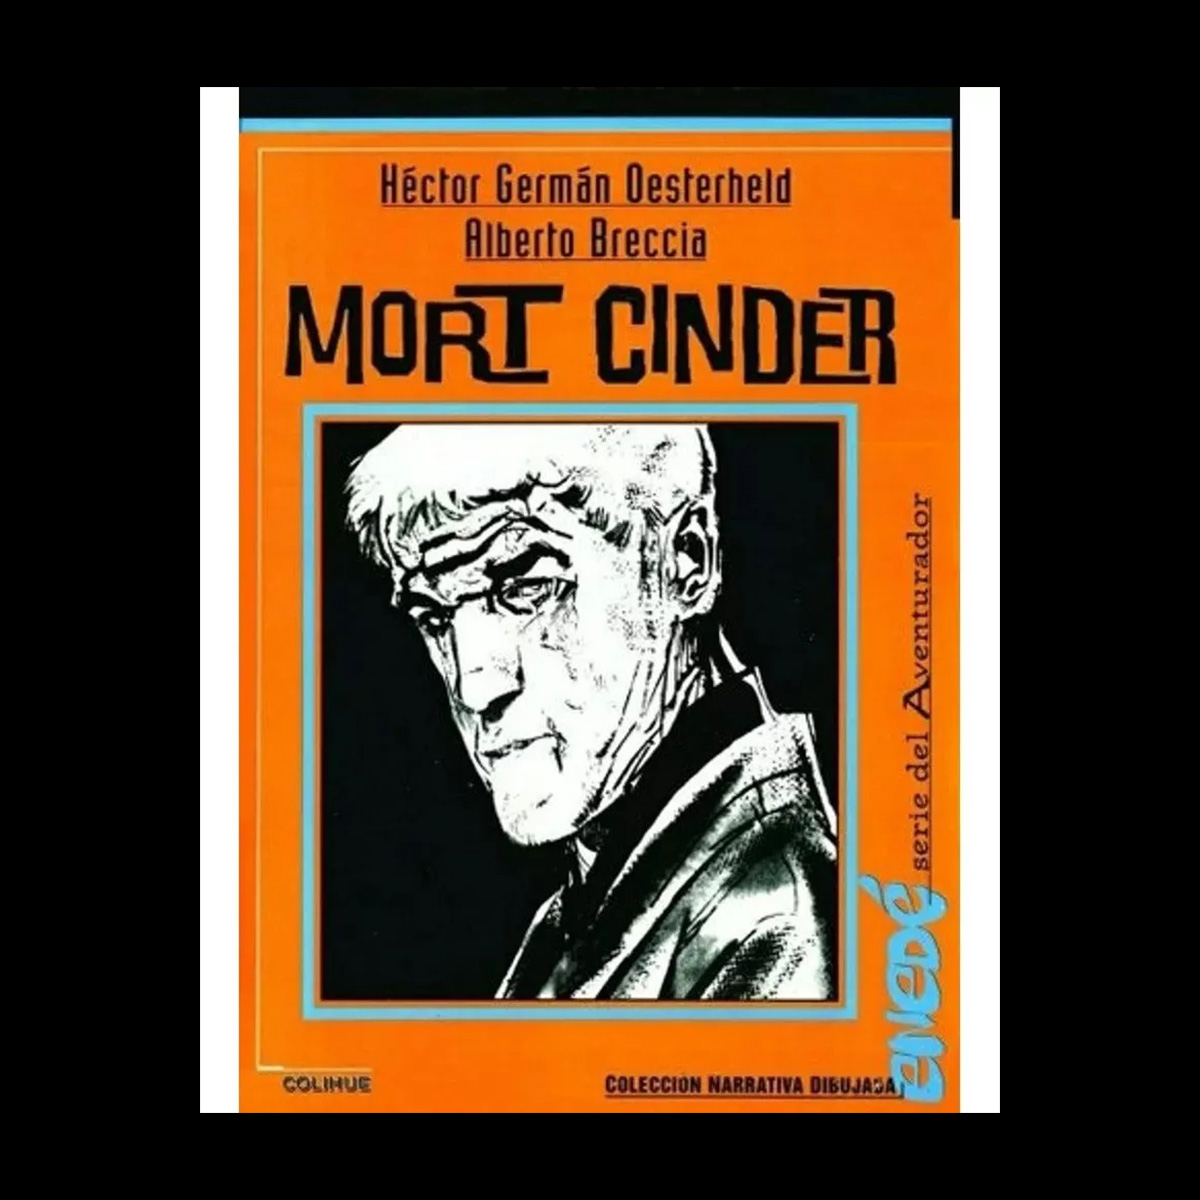 Héctor Germán Oesterheld
Alberto Breccia
MORT CINDER
serie del Aventurador
enedé
COLIHUE
COLECCIÓN NARRATIVA DIBUJADA